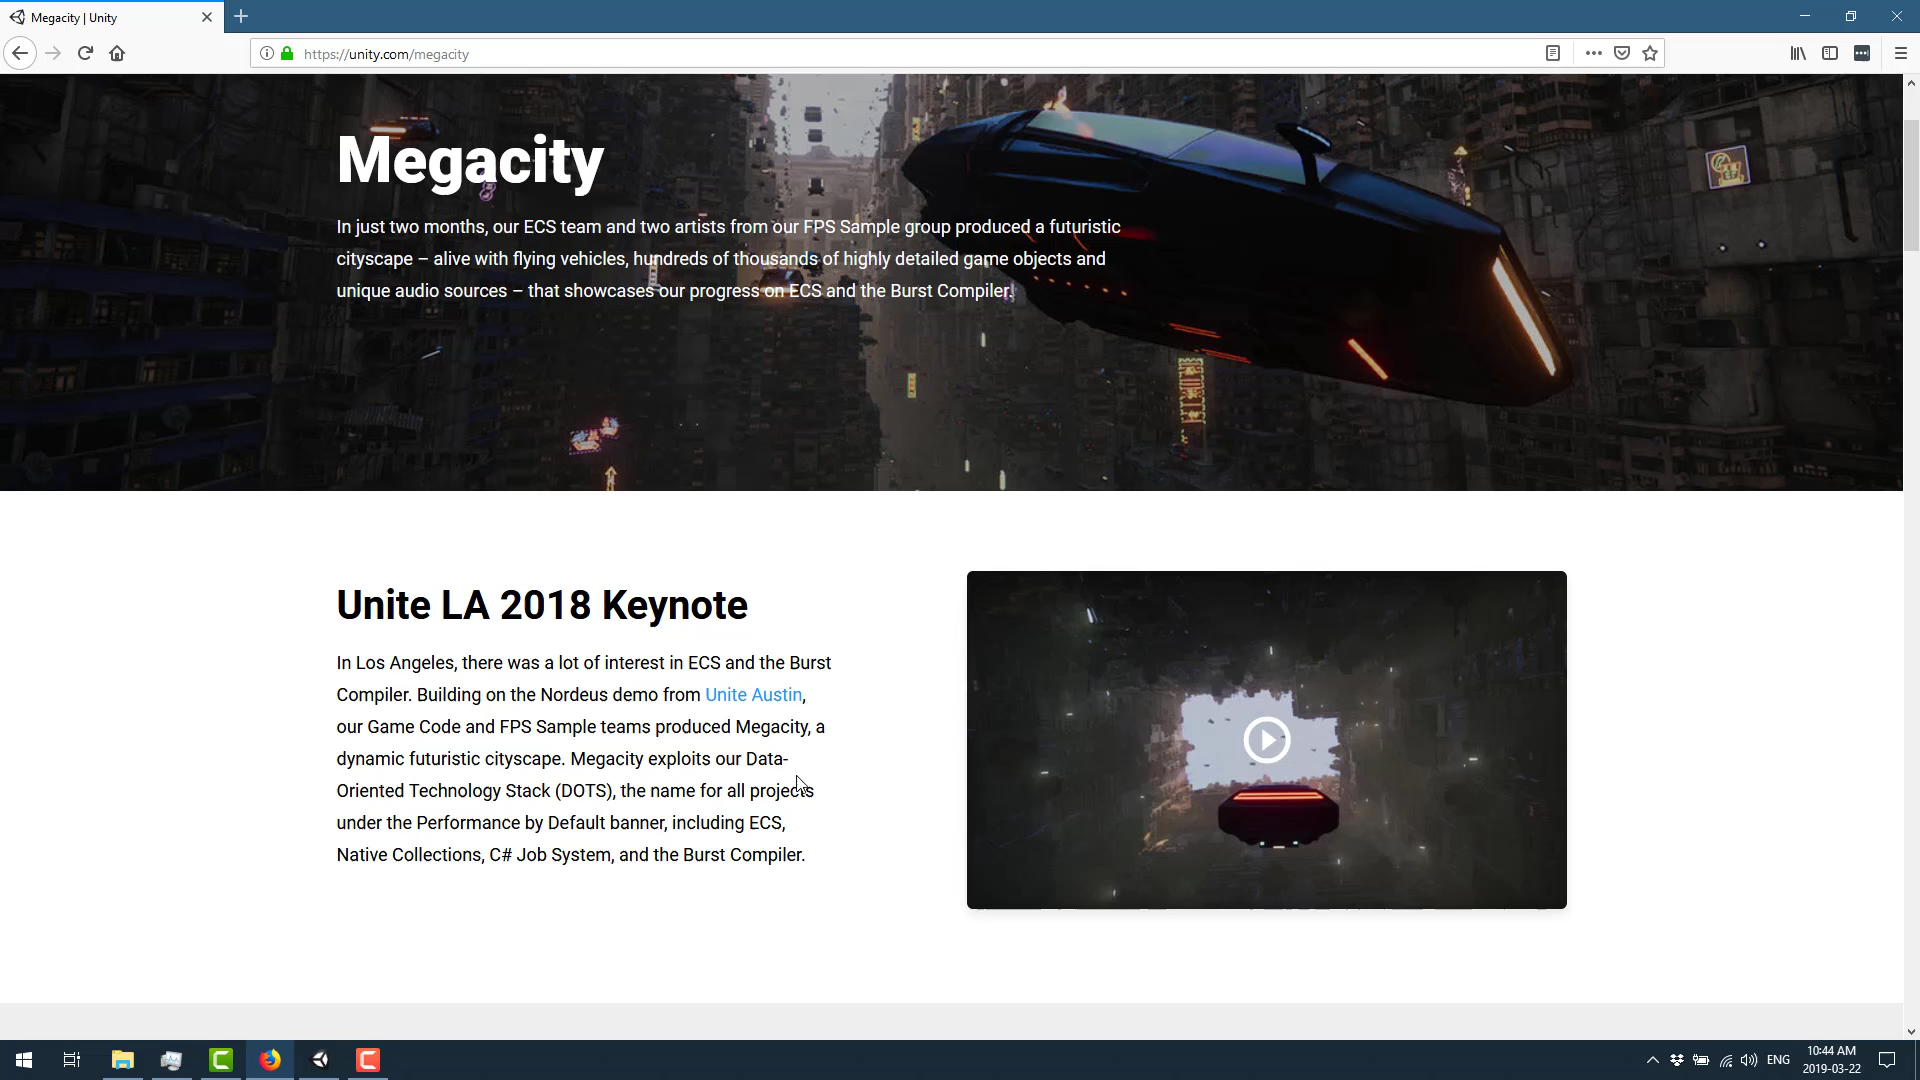 Megacity | Unity
https://unity.com/megacity
Megacity
In just two months, our ECS team and two artists from our FPS Sample group produced a futuristic
cityscape – alive with flying vehicles, hundreds of thousands of highly detailed game objects and
unique audio sources – that showcases our progress on ECS and the Burst Compiler.
Unite LA 2018 Keynote
In Los Angeles, there was a lot of interest in ECS and the Burst
Compiler. Building on the Nordeus demo from Unite Austin,
our Game Code and FPS Sample teams produced Megacity, a
dynamic futuristic cityscape. Megacity exploits our Data-
Oriented Technology Stack (DOTS), the name for all projects
under the Performance by Default banner, including ECS,
Native Collections, C# Job System, and the Burst Compiler.
ENG
10:44 AM
2019-03-22